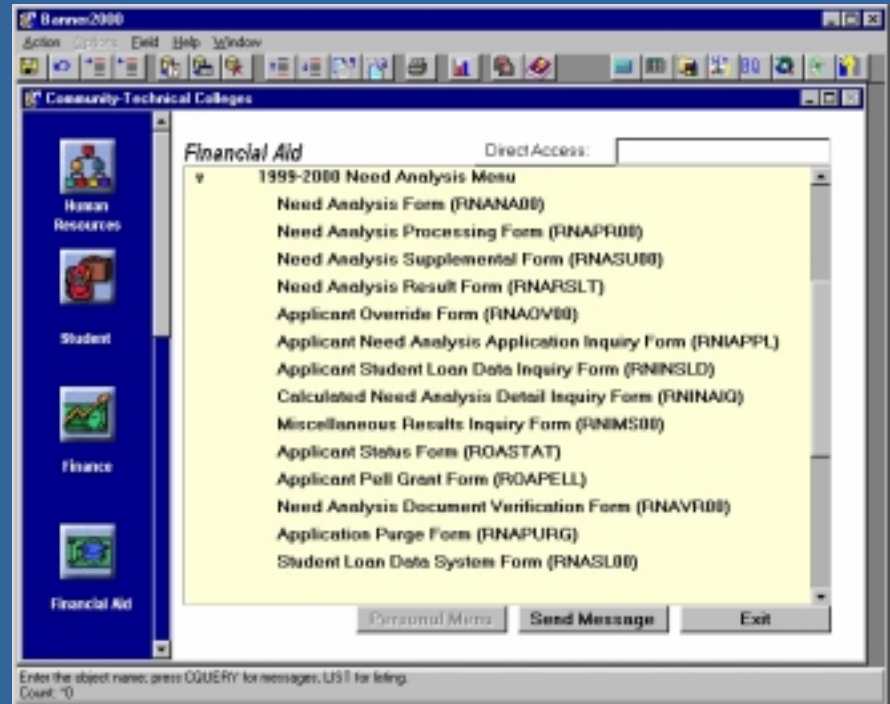 Banner2000
Action Options Field Help Window
Community-Technical Colleges
Human
Resources
Student
Finance
Financial Aid
Financial Aid
Direct Access:
1999-2000 Need Analysis Menu
Need Analysis Form (RNANA00)
Need Analysis Processing Form (RNAPR00)
Need Analysis Supplemental Form (RNASU00)
Need Analysis Result Form (RNARSLT)
Applicant Override Form (RNAOV00)
Applicant Need Analysis Application Inquiry Form (RNIAPPL)
Applicant Student Loan Data Inquiry Form (RNINSLD)
Calculated Need Analysis Detail Inquiry Form (RNINAIQ)
Miscellaneous Results Inquiry Form (RNIMS00)
Applicant Status Form (ROASTAT)
Applicant Pell Grant Form (ROAPELL)
Need Analysis Document Verification Form (RNAVR00)
Application Purge Form (RNAPURG)
Student Loan Data System Form (RNASL00)
Personal Menu
Send Message
Exit
Enter the object name; press CQUERY for messages, LIST for listing.
Count: *0